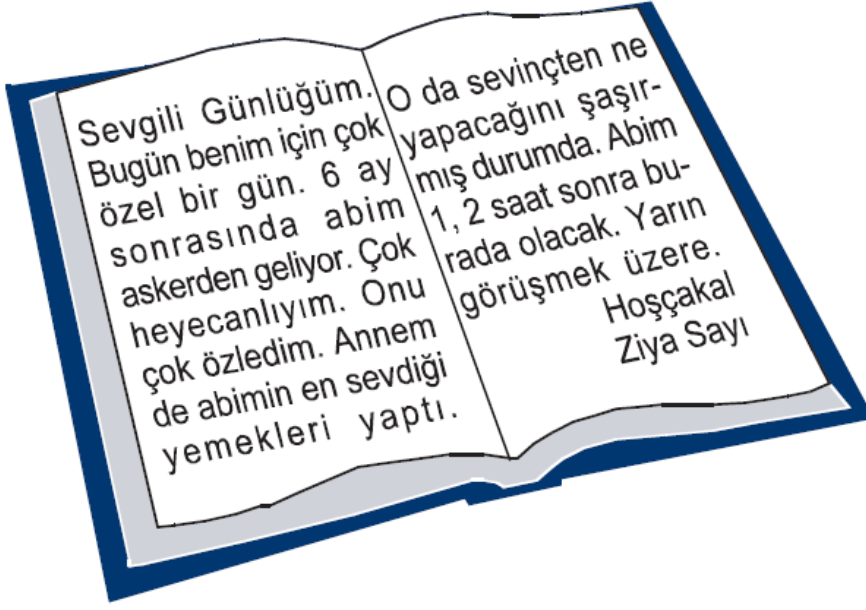 Sevgili Günlüğüm.
Bugün benim için çok
özel bir gün. 6 ay
sonrasında abim
askerden geliyor. Çok
heyecanlıyım. Onu
çok özledim. Annem
de abimin en sevdiği
yemekleri yaptı.
O da sevinçten ne
yapacağını şaşır-
mış durumda. Abim
1, 2 saat sonra bu-
rada olacak. Yarın
görüşmek üzere.
Hoşçakal
Ziya Sayı